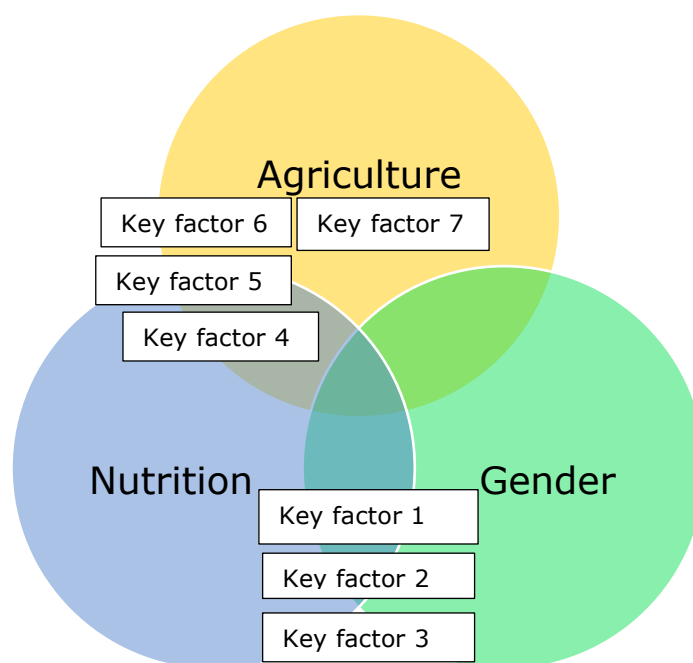 Agriculture
Key factor 6
Key factor 7
Key factor 5
Key factor 4
Nutrition
Gender
Key factor 1
Key factor 2
Key factor 3